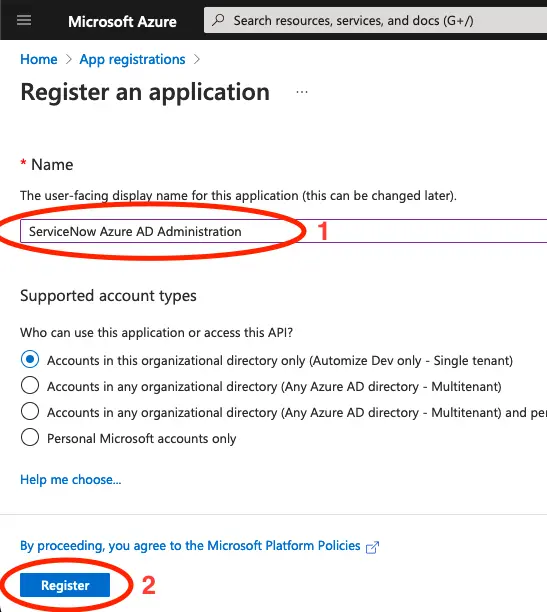 Microsoft Azure
Search resources, services, and docs (G+/)
Home > App registrations >
Register an application ...
* Name
The user-facing display name for this application (this can be changed later).
ServiceNow Azure AD Administration
1
Supported account types
Who can use this application or access this API?
Accounts in this organizational directory only (Automize Dev only - Single tenant)
Accounts in any organizational directory (Any Azure AD directory - Multitenant)
Accounts in any organizational directory (Any Azure AD directory - Multitenant) and
Personal Microsoft accounts only
Help me choose...
By proceeding, you agree to the Microsoft Platform Policies
Register
2